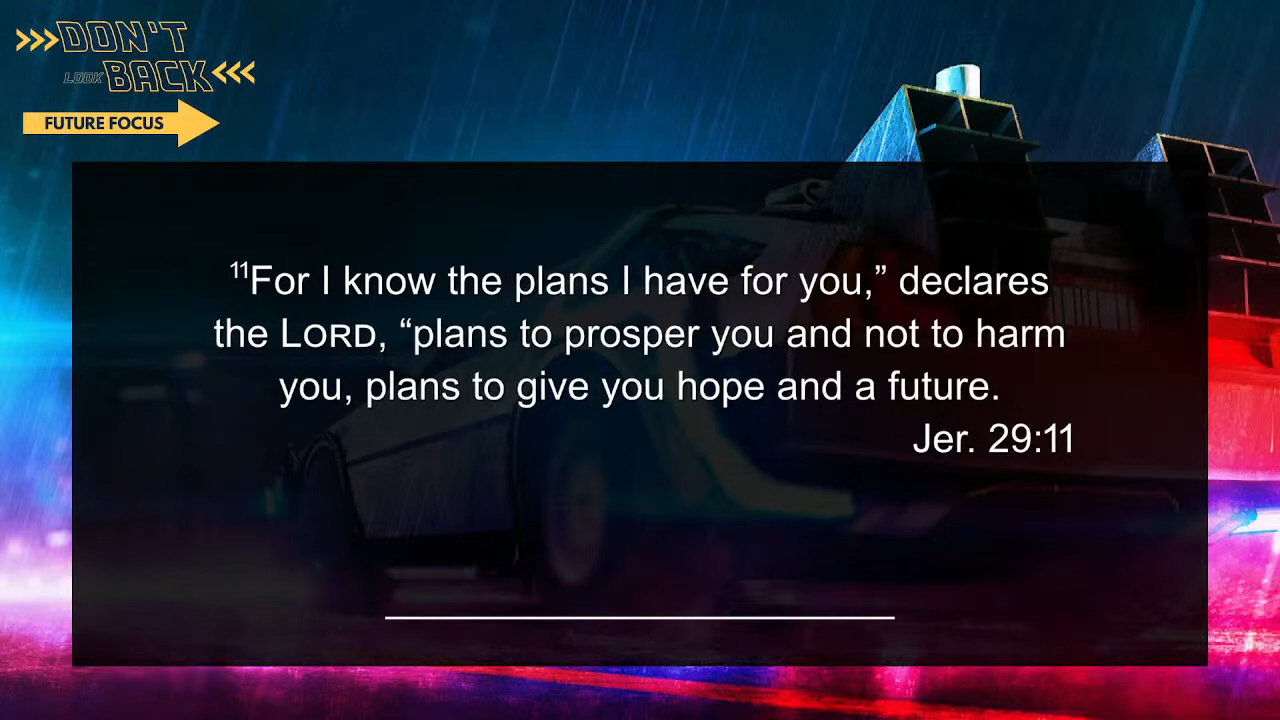 >>>DON'T
LOOK BACK<<<
FUTURE FOCUS
¹¹For I know the plans I have for you,” declares
the LORD, “plans to prosper you and not to harm
you, plans to give you hope and a future.
Jer. 29:11